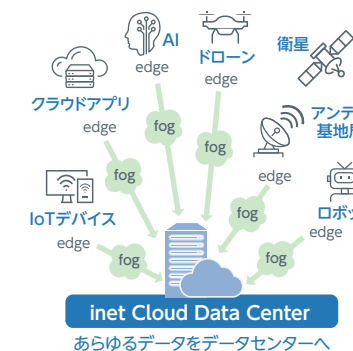 AI
edge
ドローン
edge
衛星
クラウドアプリ
edge
アンテ
基地局
edge
IoTデバイス
edge
ロボッ
edge
fog
fog
fog
fog
fog
fog
inet Cloud Data Center
あらゆるデータをデータセンターへ